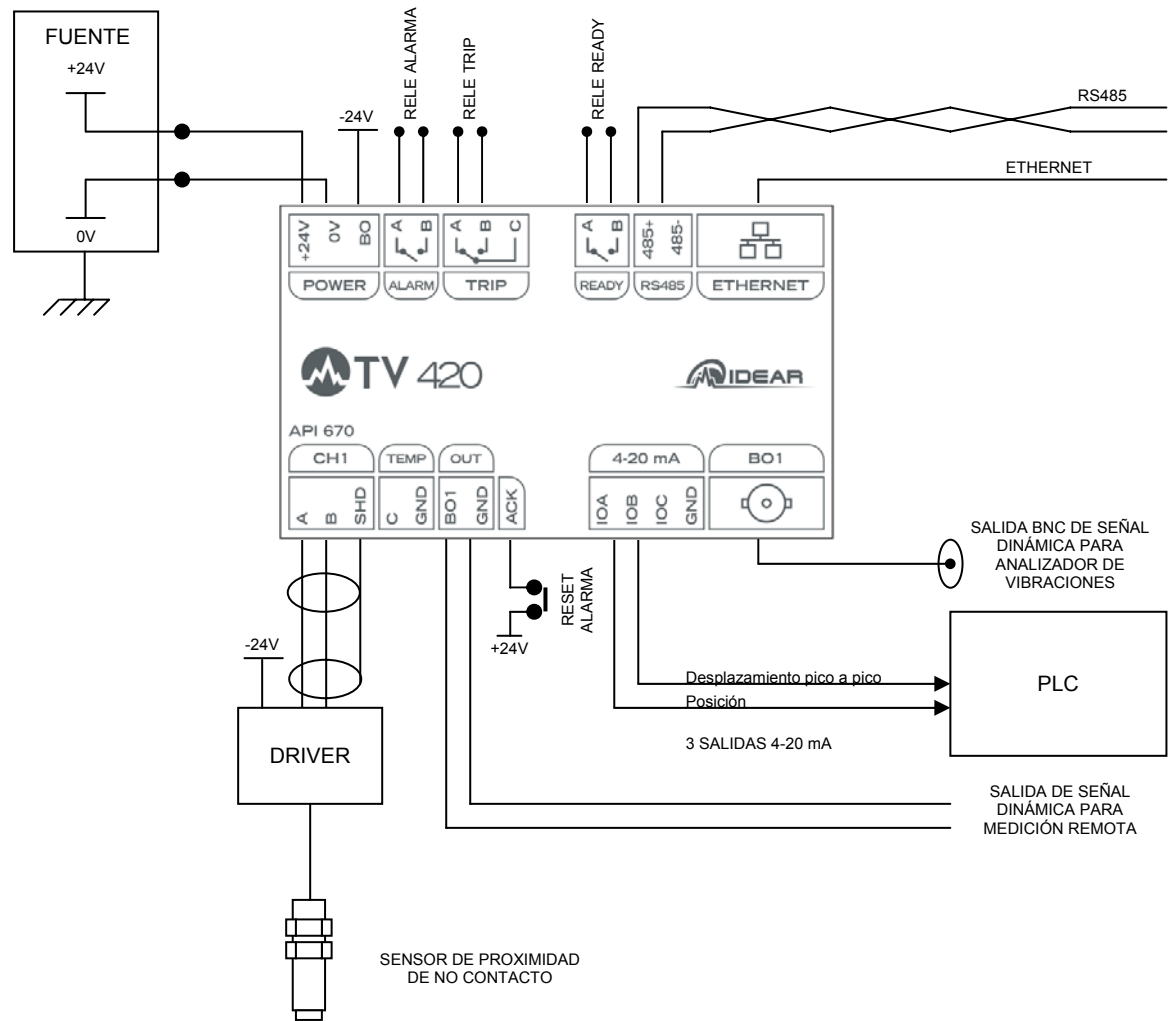 FUENTE
+24V
0V
-24V
RELE ALARMA
RELE TRIP
RELE READY
RS485
ETHERNET
+24V
0V
BO
A
B
A
B
C
A
B
485+
485-
POWER
ALARM
TRIP
READY
RS485
ETHERNET
TV 420
IDEAR
API 670
CH1
TEMP
OUT
4-20 mA
BO1
A
B
SHD
C
GND
BO1
GND
ACK
IOA
IOB
IOC
GND
SALIDA BNC DE SEÑAL
DINÁMICA PARA
ANALIZADOR DE
VIBRACIONES
RESET
ALARMA
+24V
-24V
DRIVER
Desplazamiento pico a pico
Posición
3 SALIDAS 4-20 mA
PLC
SALIDA DE SEÑAL
DINÁMICA PARA
MEDICIÓN REMOTA
SENSOR DE PROXIMIDAD
DE NO CONTACTO